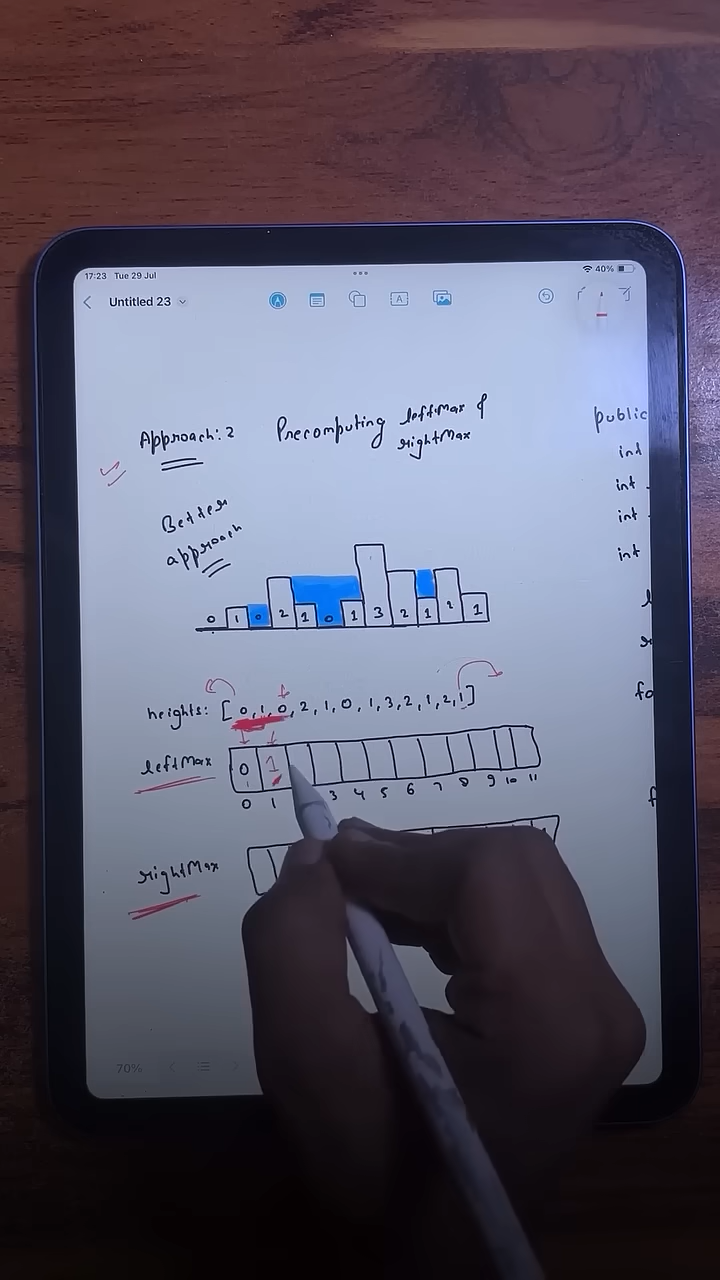 17:23 Tue 29 Jul
40%
Untitled 23
A
Approach: 2
Precomputing leftMax &
rightMax
Better
approach
0 1 0 2 1 0 1 3 2 1 2 1
heights: [0,1,0,2,1,0,1,3,2,1,2,1]
leftMax 0 1
0 1 3 4 5 6 7 8 9 10 11
rightMax
public
int
int
int
int
fo
70%